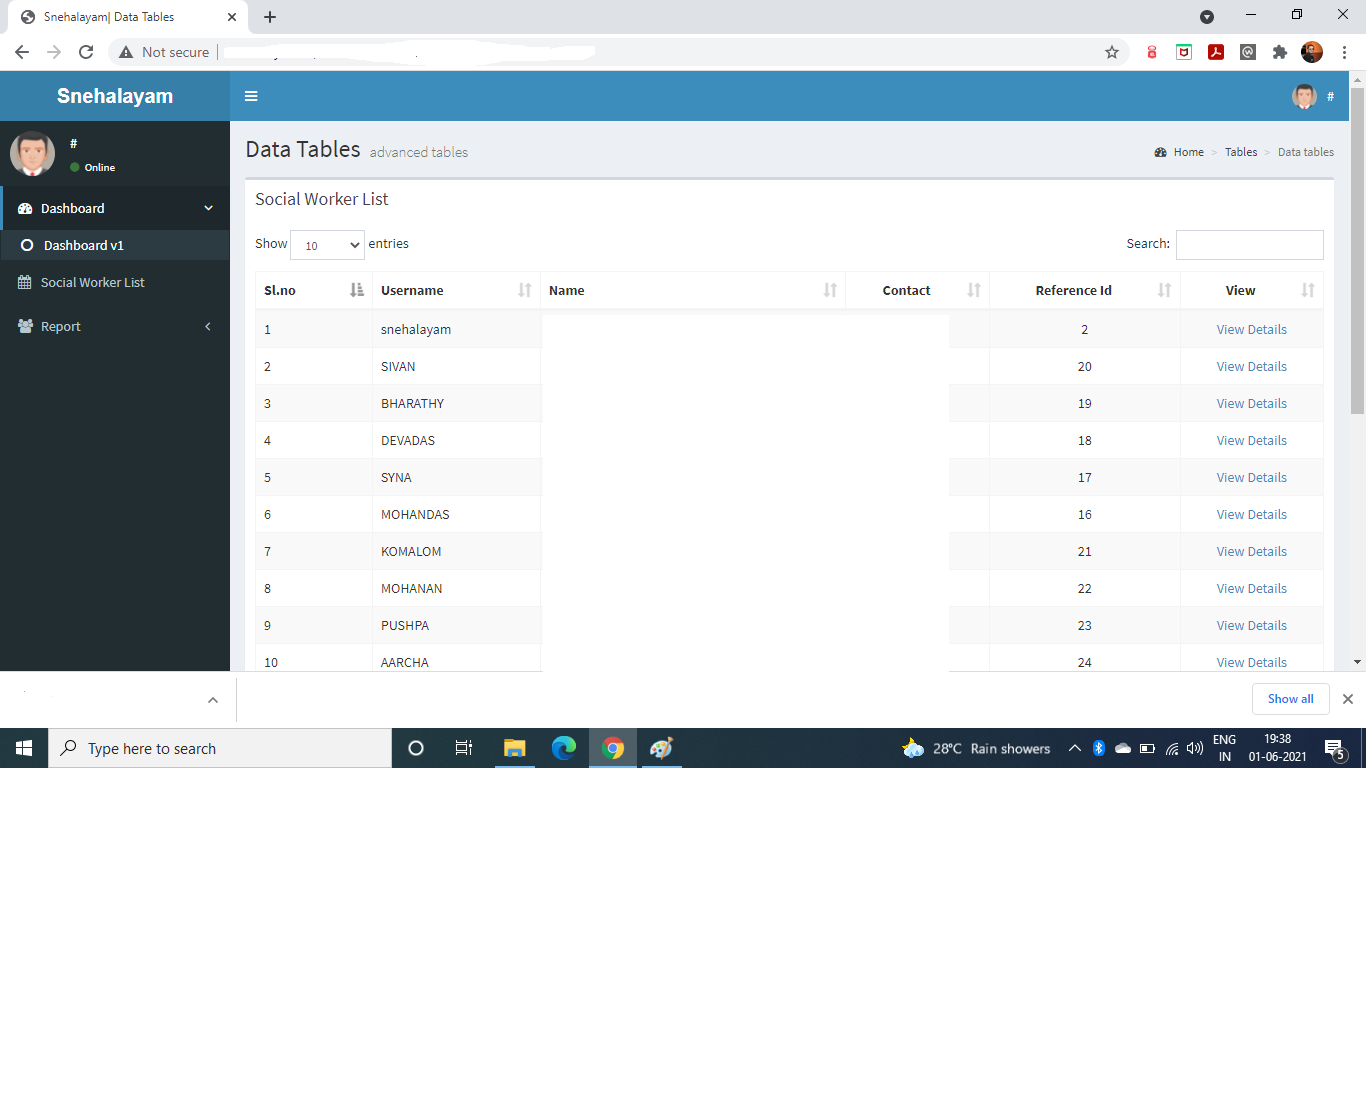 Snehalayam| Data Tables
Not secure
Snehalayam
#
#
Online
Data Tables advanced tables
Home > Tables > Data tables
Dashboard
Dashboard v1
Social Worker List
Report
Social Worker List
Show 10 entries
Search:
Sl.no Username Name Contact Reference Id View
1 snehalayam 2 View Details
2 SIVAN 20 View Details
3 BHARATHY 19 View Details
4 DEVADAS 18 View Details
5 SYNA 17 View Details
6 MOHANDAS 16 View Details
7 KOMALOM 21 View Details
8 MOHANAN 22 View Details
9 PUSHPA 23 View Details
10 AARCHA 24 View Details
Show all
Type here to search
28°C Rain showers
ENG
IN
19:38
01-06-2021
5